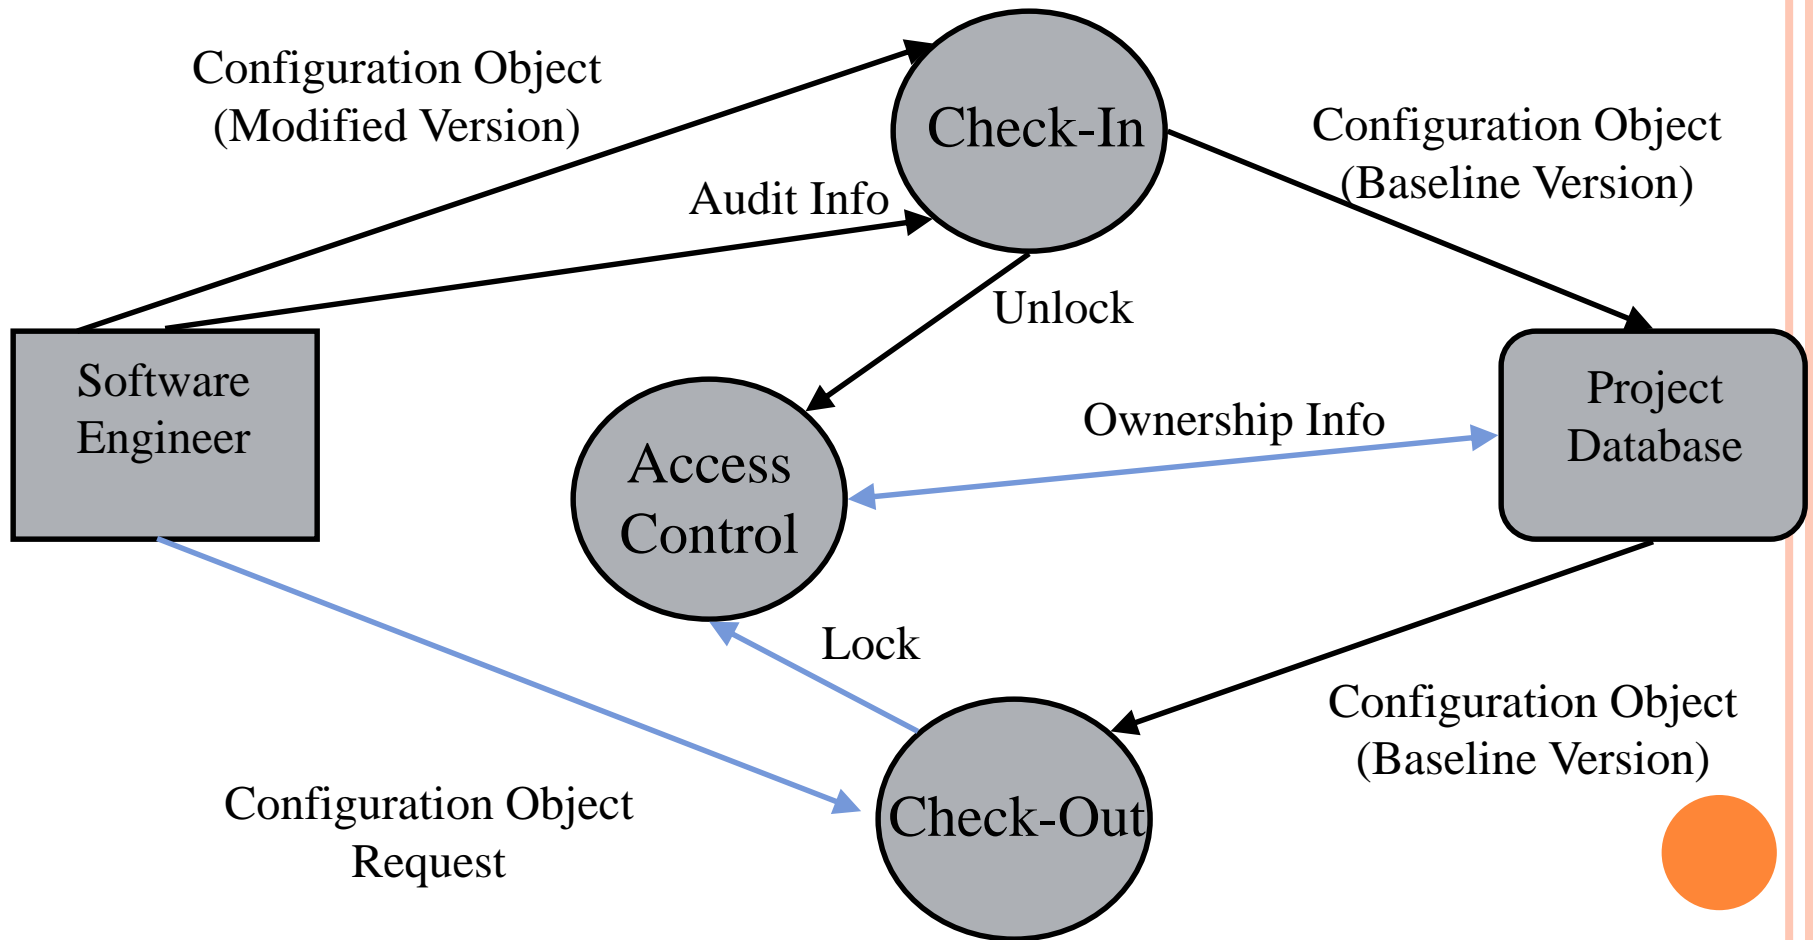 Configuration Object
(Modified Version)
Check-In
Configuration Object
(Baseline Version)
Audit Info
Unlock
Software
Engineer
Access
Control
Ownership Info
Project
Database
Lock
Configuration Object
(Baseline Version)
Configuration Object
Request
Check-Out